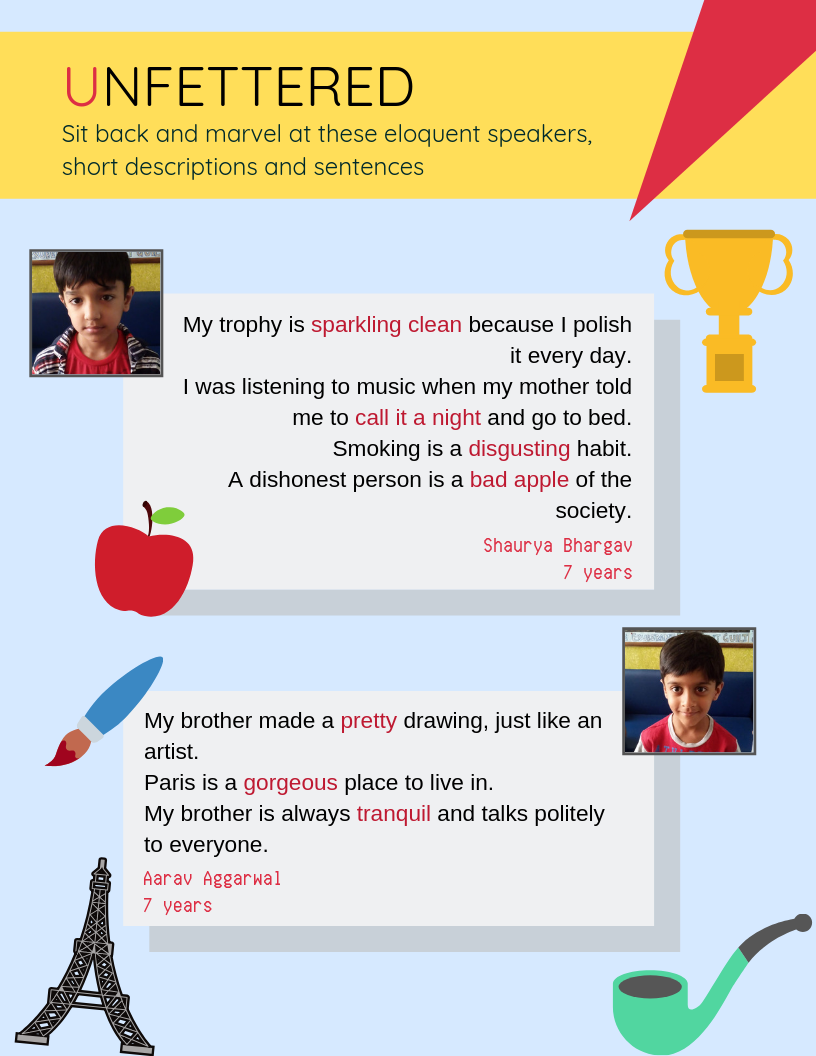 UNFETTERED
Sit back and marvel at these eloquent speakers,
short descriptions and sentences
My trophy is sparkling clean because I polish
it every day.
I was listening to music when my mother told
me to call it a night and go to bed.
Smoking is a disgusting habit.
A dishonest person is a bad apple of the
society.
Shaurya Bhargav
7 years
My brother made a pretty drawing, just like an
artist.
Paris is a gorgeous place to live in.
My brother is always tranquil and talks politely
to everyone.
Aarav Aggarwal
7 years